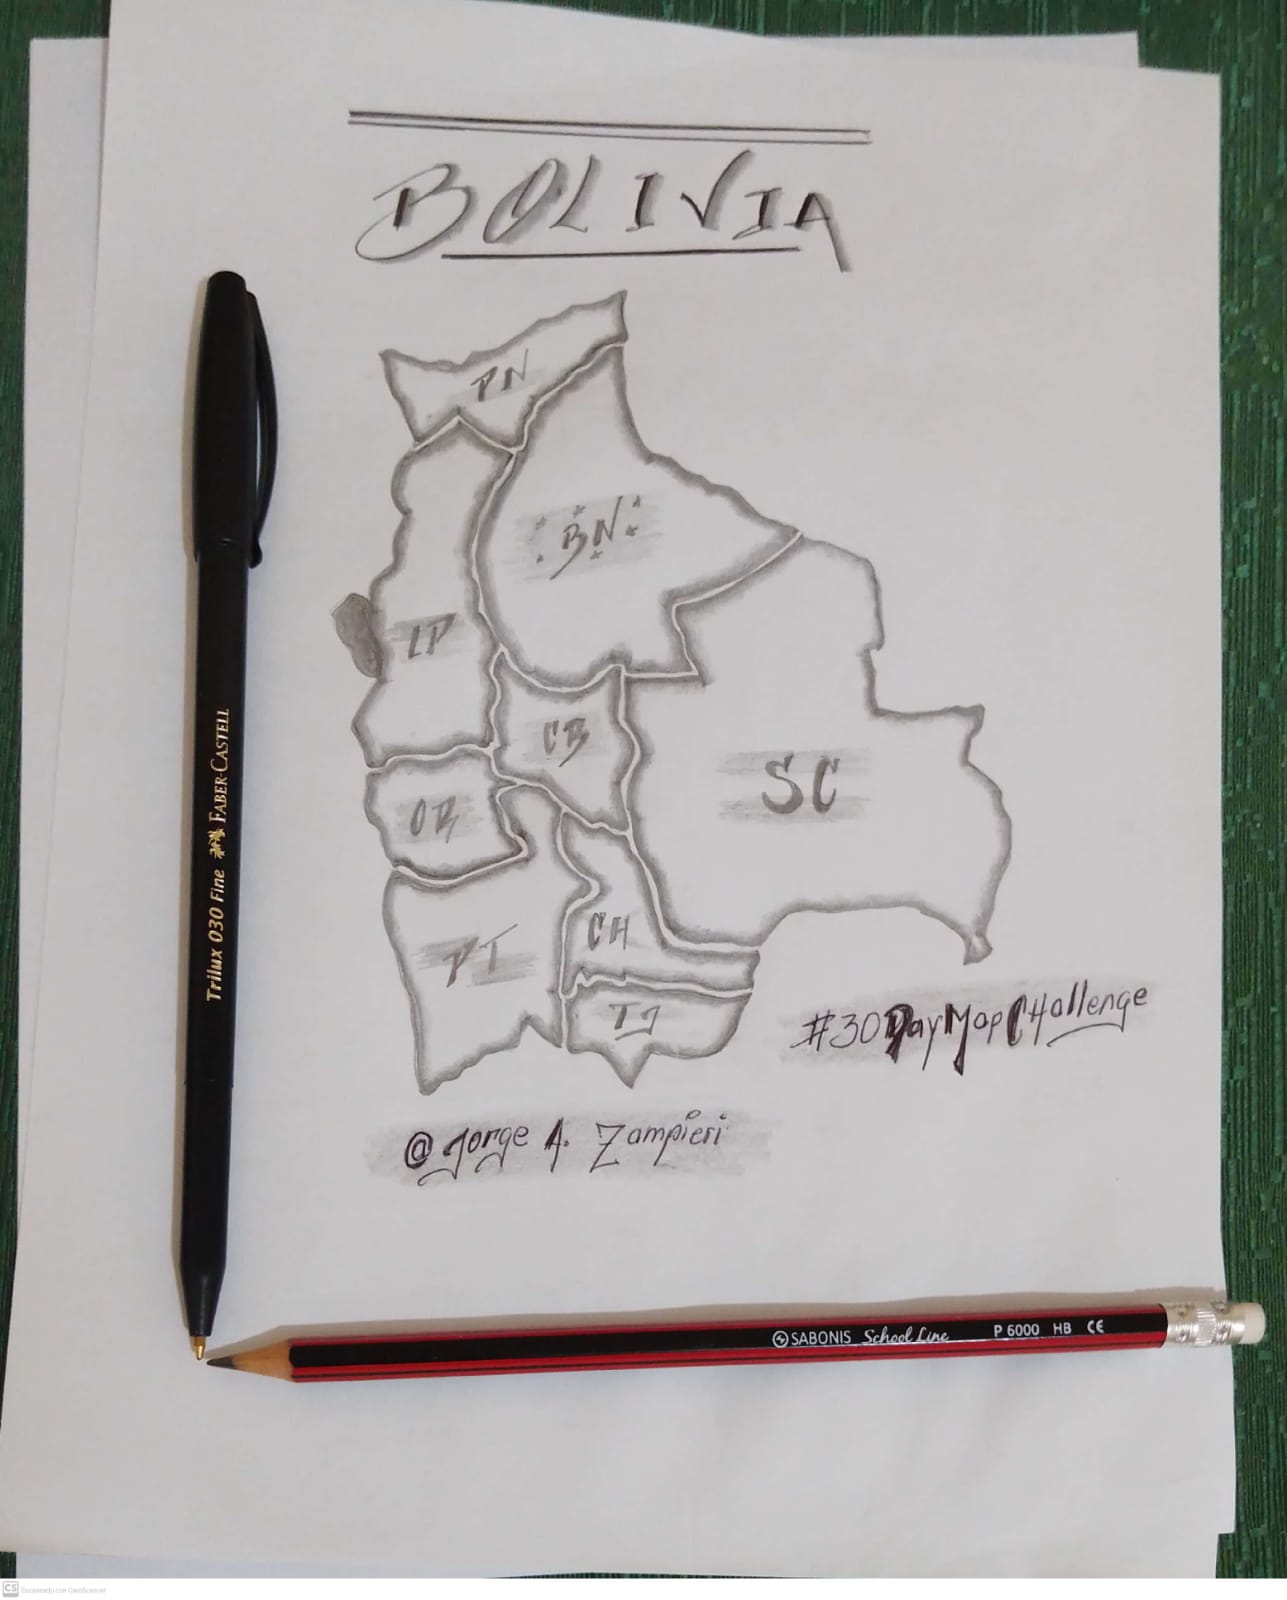 BOLIVIA
PN
BN
LP
CB
SC
OR
CH
PT
TJ
#30DayMapCHallenge
@Jorge A. Zampieri
Trilux 030 Fine FABER-CASTELL
SABONIS School Line P 6000 HB CE
CS Escaneado con CamScanner